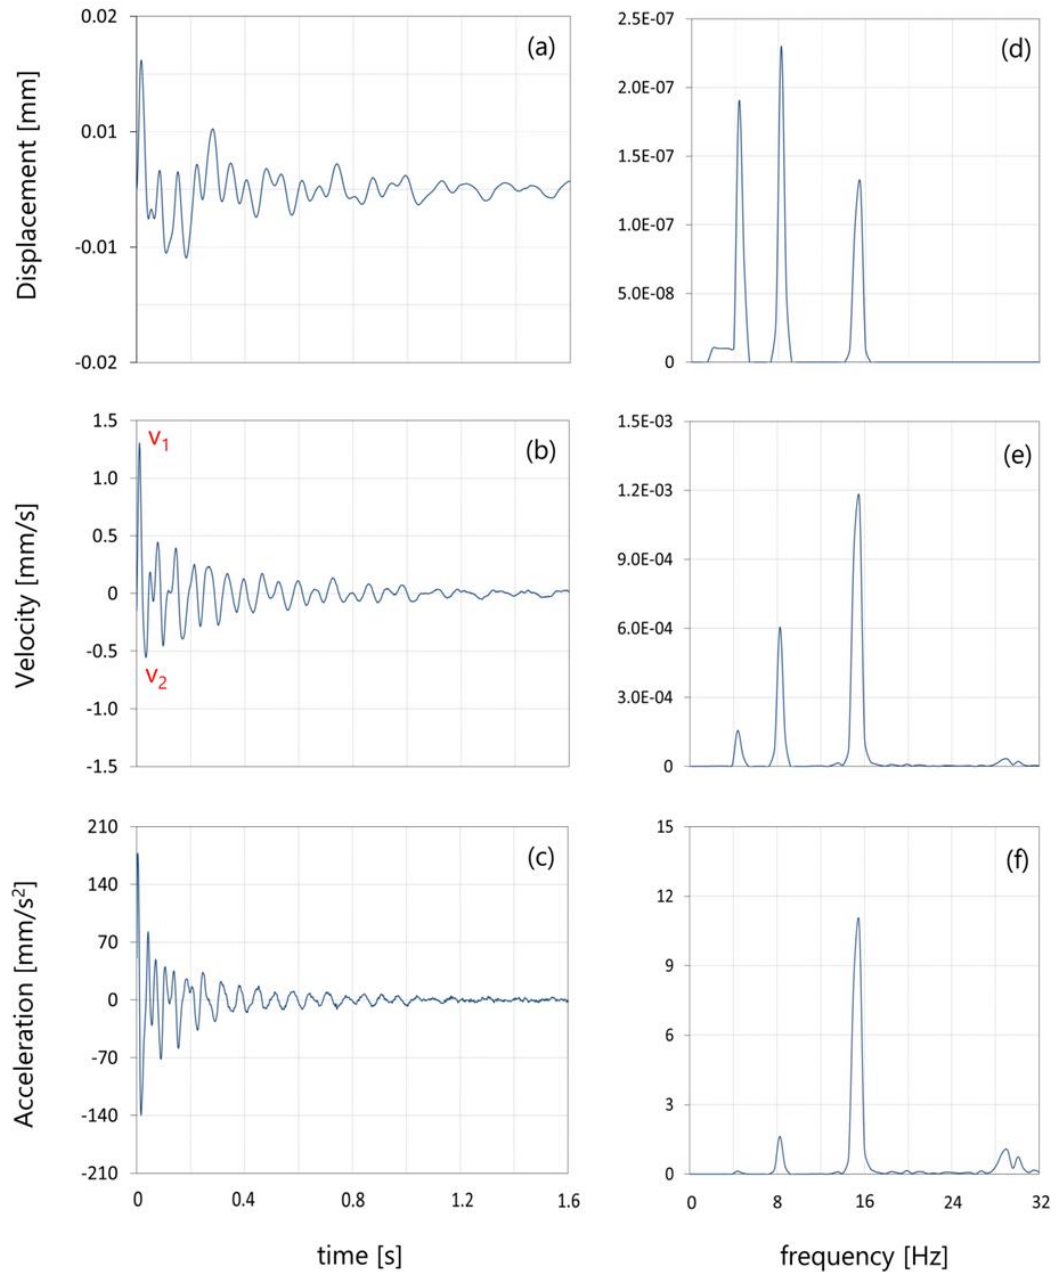 Displacement [mm]
0.02
0.01
-0.01
-0.02
(a)
2.5E-07
2.0E-07
1.5E-07
1.0E-07
5.0E-08
0
(d)
Velocity [mm/s]
1.5
1.0
0.5
0
-0.5
-1.0
-1.5
v1
v2
(b)
1.5E-03
1.2E-03
9.0E-04
6.0E-04
3.0E-04
0
(e)
Acceleration [mm/s²]
210
140
70
0
-70
-140
-210
(c)
0 0.4 0.8 1.2 1.6
time [s]
15
12
9
6
3
0
(f)
0 8 16 24 32
frequency [Hz]